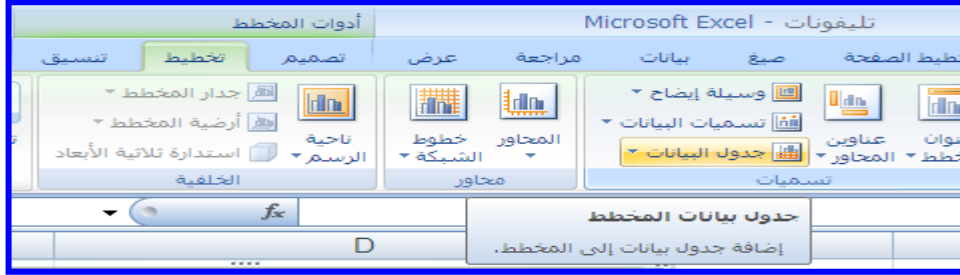 تليفونات - Microsoft Excel
أدوات المخطط
الصفحة
صيغ
بيانات
مراجعة
عرض
تصميم
تخطيط
تنسيق
عناوين
المحاور
وسيلة إيضاح
تسميات البيانات
جدول البيانات
تسميات
المحاور
خطوط
الشبكة
محاور
ناحية
الرسم
جدار المخطط
أرضية المخطط
استدارة ثلاثية الأبعاد
الخلفية
fx
جدول بيانات المخطط
إضافة جدول بيانات إلى المخطط.
D